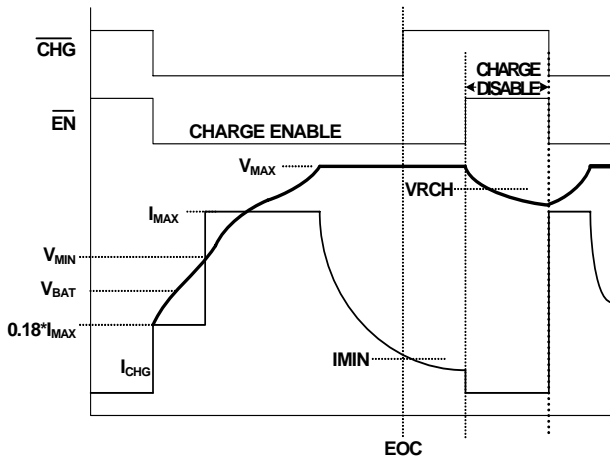 CHG
CHARGE
DISABLE
EN
CHARGE ENABLE
VMAX
VRCH
IMAX
VMIN
VBAT
0.18*IMAX
ICHG
IMIN
EOC